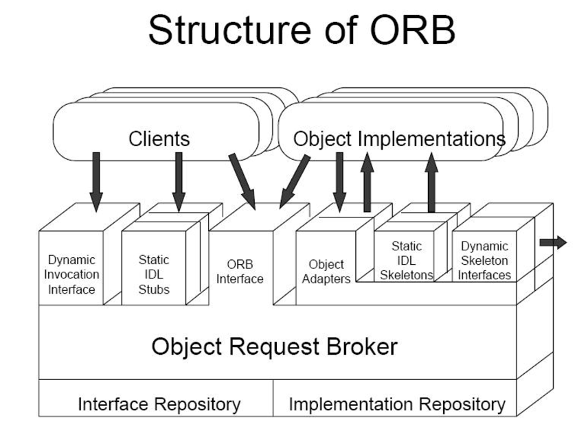 Structure of ORB
Clients
Object Implementations
Dynamic
Invocation
Interface
Static
IDL
Stubs
ORB
Interface
Object
Adapters
Static
IDL
Skeletons
Dynamic
Skeleton
Interfaces
Object Request Broker
Interface Repository
Implementation Repository